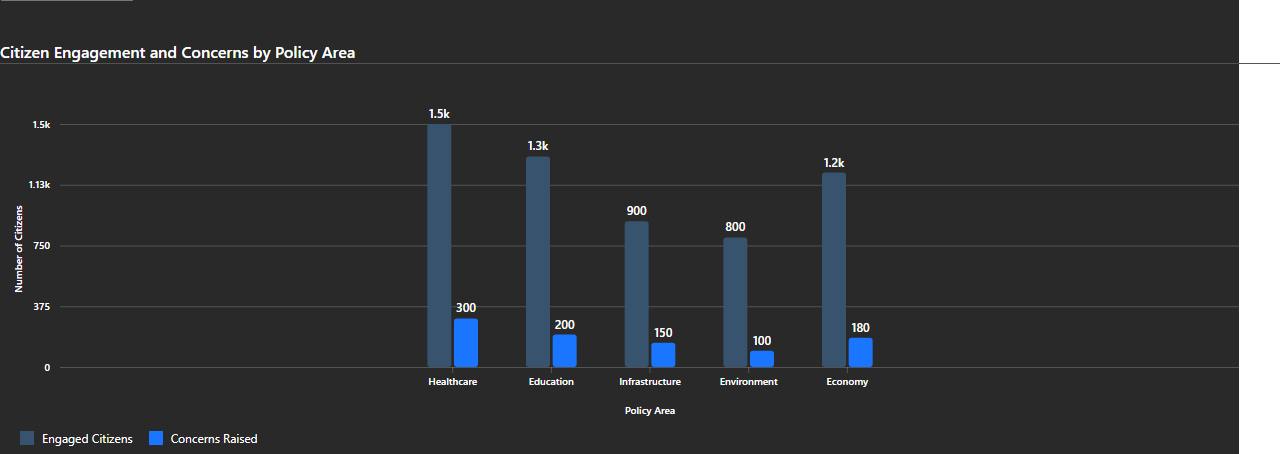 Citizen Engagement and Concerns by Policy Area
1.5k
1.3k
1.2k
900
800
300
200
150
100
180
1.5k
1.13k
750
375
0
Number of Citizens
Healthcare Education Infrastructure Environment Economy
Policy Area
Engaged Citizens Concerns Raised